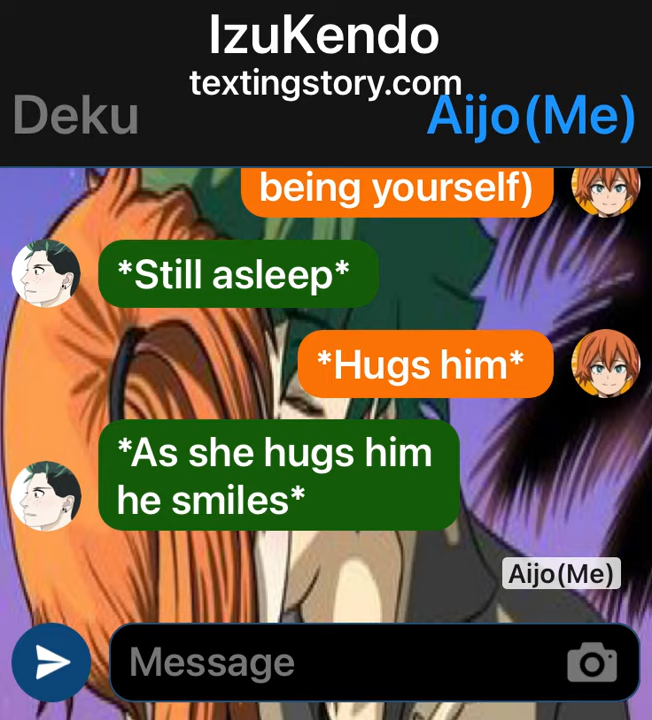 IzuKendo
textingstory.com
Deku
Aijo(Me)
being yourself)
*Still asleep*
*Hugs him*
*As she hugs him
he smiles*
Aijo(Me)
Message